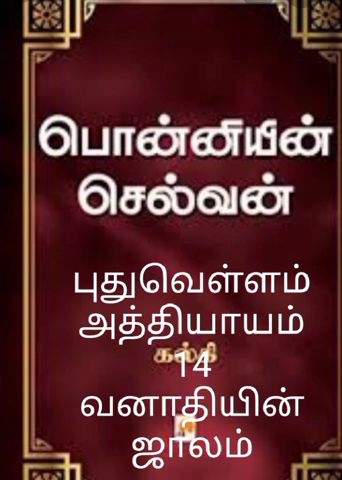 பொன்னியின்
செல்வன்
புதுவெள்ளம்
அத்தியாயம்
கல்கி
14
வனாதியின்
ஜாலம்